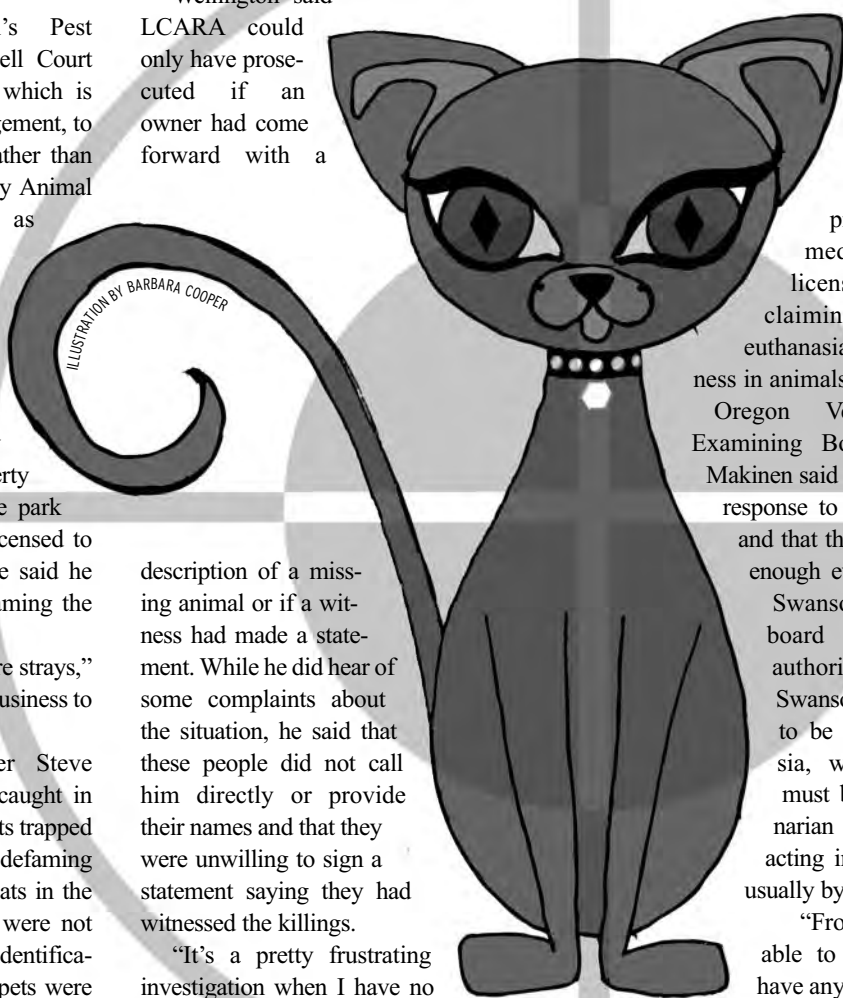 's Pest
ell Court
which is
gement, to
ather than
y Animal
as
erty
e park
censed to
e said he
aming the
re strays,”
usiness to
er Steve
caught in
ts trapped
defaming
ats in the
were not
dentifica-
pets were
Wellington said
LCARA could
only have prose-
cuted if an
owner had come
forward with a
description of a miss-
ing animal or if a wit-
ness had made a state-
ment. While he did hear of
some complaints about
the situation, he said that
these people did not call
him directly or provide
their names and that they
were unwilling to sign a
statement saying they had
witnessed the killings.
“It’s a pretty frustrating
investigation when I have no
ILLUSTRATION BY BARBARA COOPER
p
med
licens
claimin
euthanasia
ness in animals
Oregon Ve
Examining Bo
Makinen said
response to
and that th
enough e
Swanso
board
authori
Swanso
to be
sia, w
must b
narian
acting i
usually by
“Fro
able to
have any